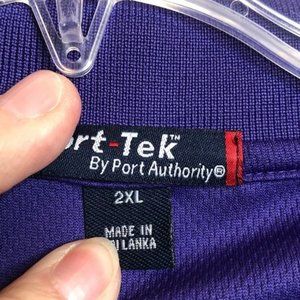 ort-Tek™
By Port Authority®
2XL
MADE IN
LANKA